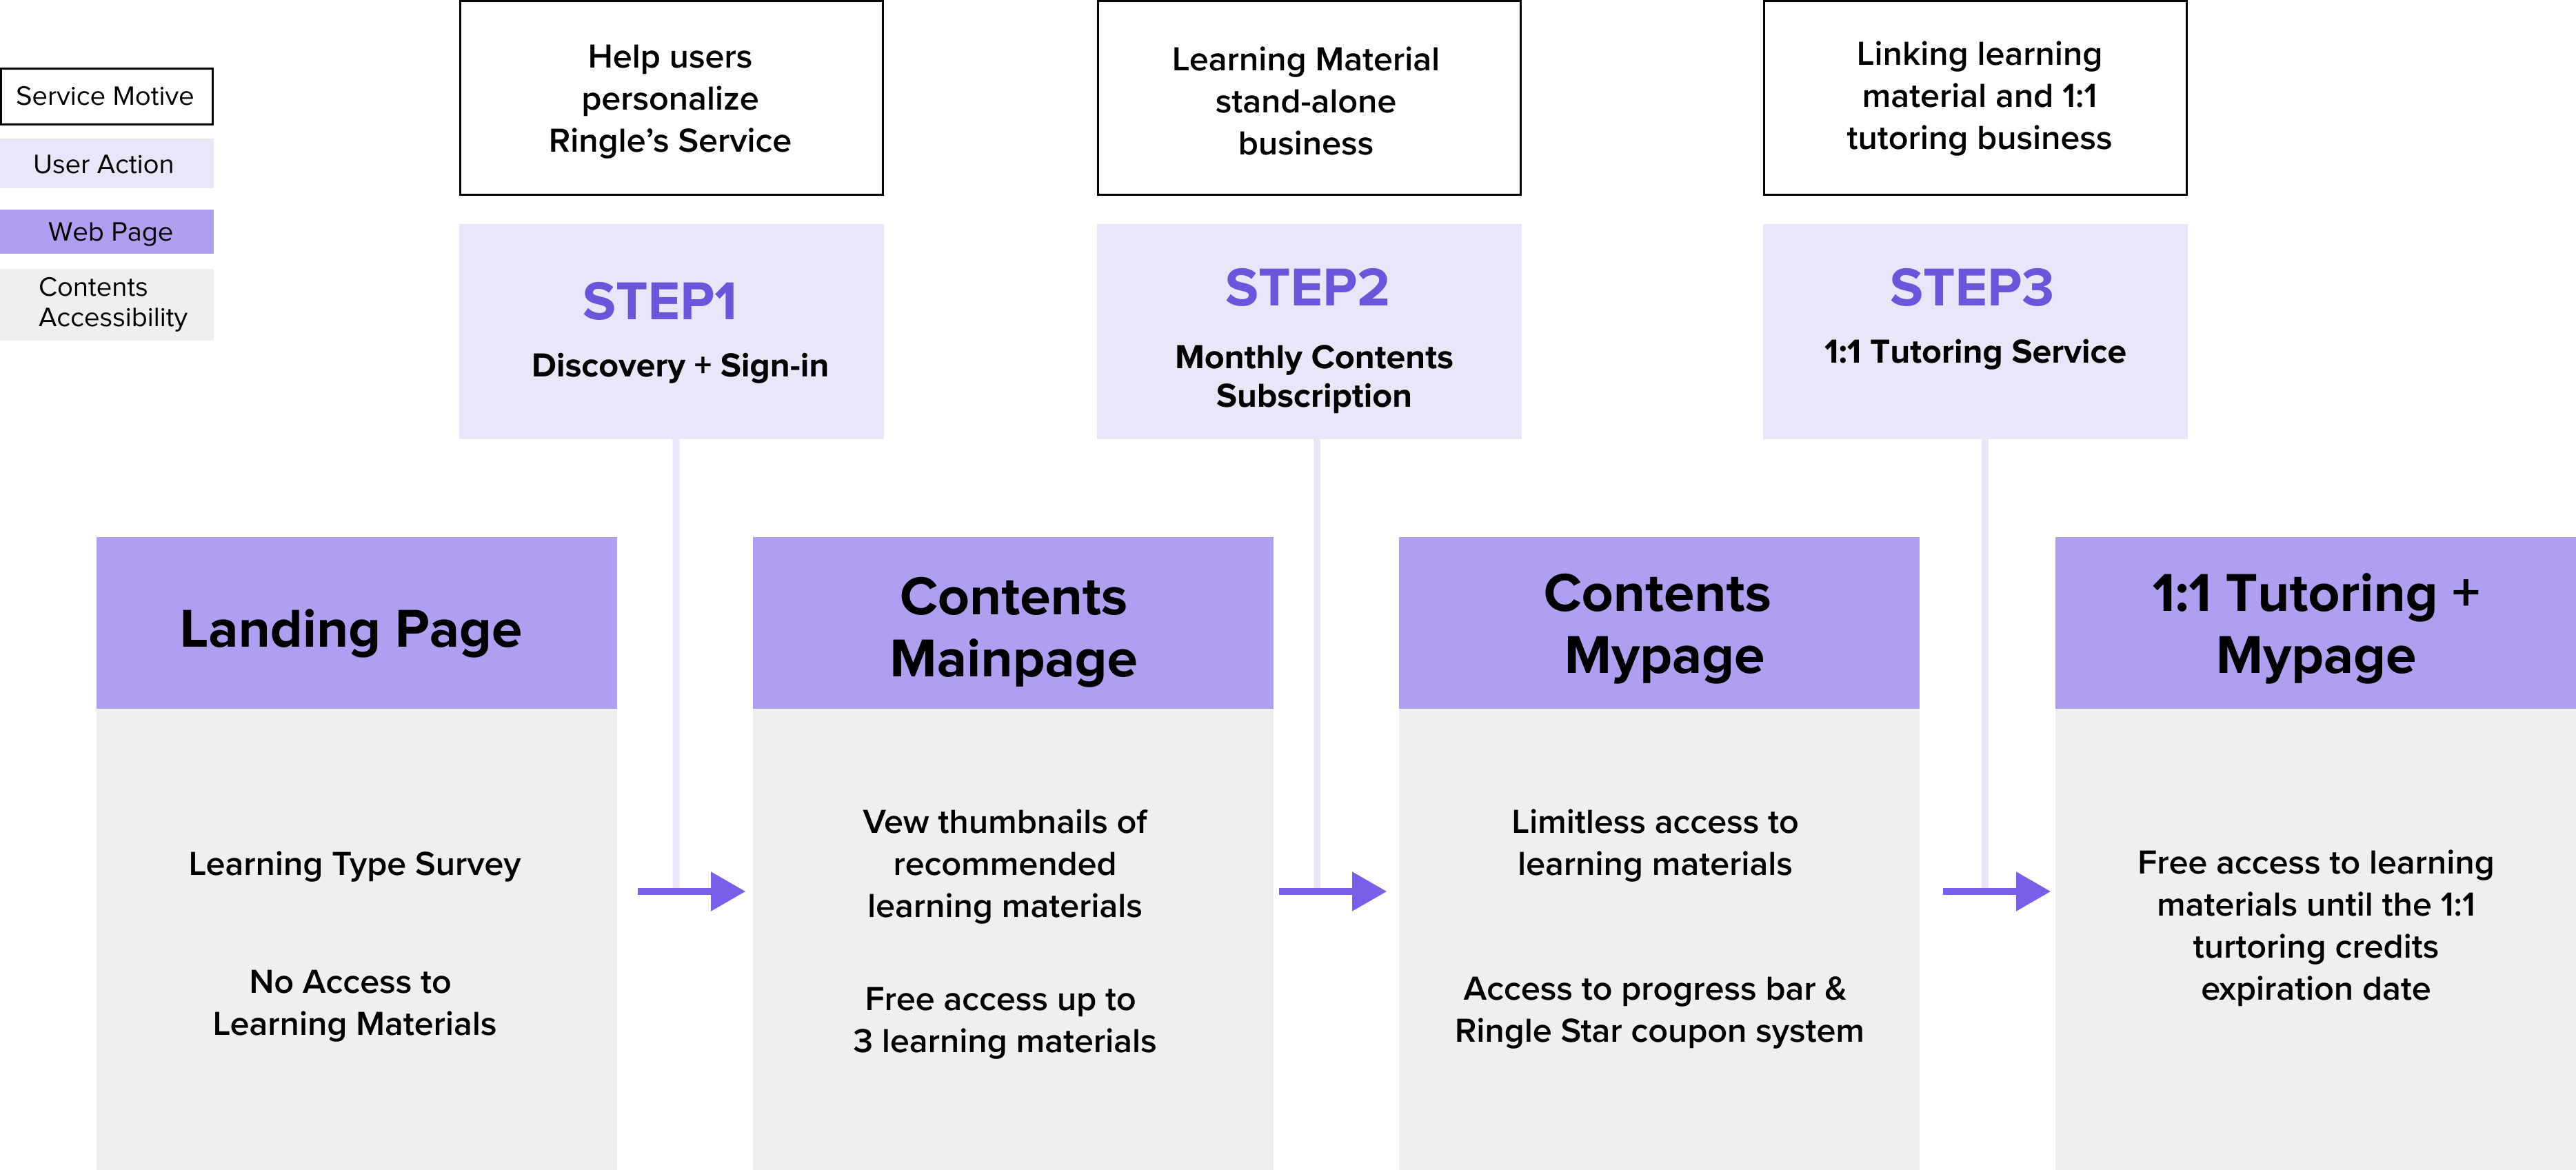 Service Motive
User Action
Web Page
Contents
Accessibility
Help users
personalize
Ringle’s Service
Learning Material
stand-alone
business
Linking learning
material and 1:1
tutoring business
STEP1
Discovery + Sign-in
STEP2
Monthly Contents
Subscription
STEP3
1:1 Tutoring Service
Landing Page
Learning Type Survey
No Access to
Learning Materials
Contents
Mainpage
Vew thumbnails of
recommended
learning materials
Free access up to
3 learning materials
Contents
Mypage
Limitless access to
learning materials
Access to progress bar &
Ringle Star coupon system
1:1 Tutoring +
Mypage
Free access to learning
materials until the 1:1
turtoring credits
expiration date